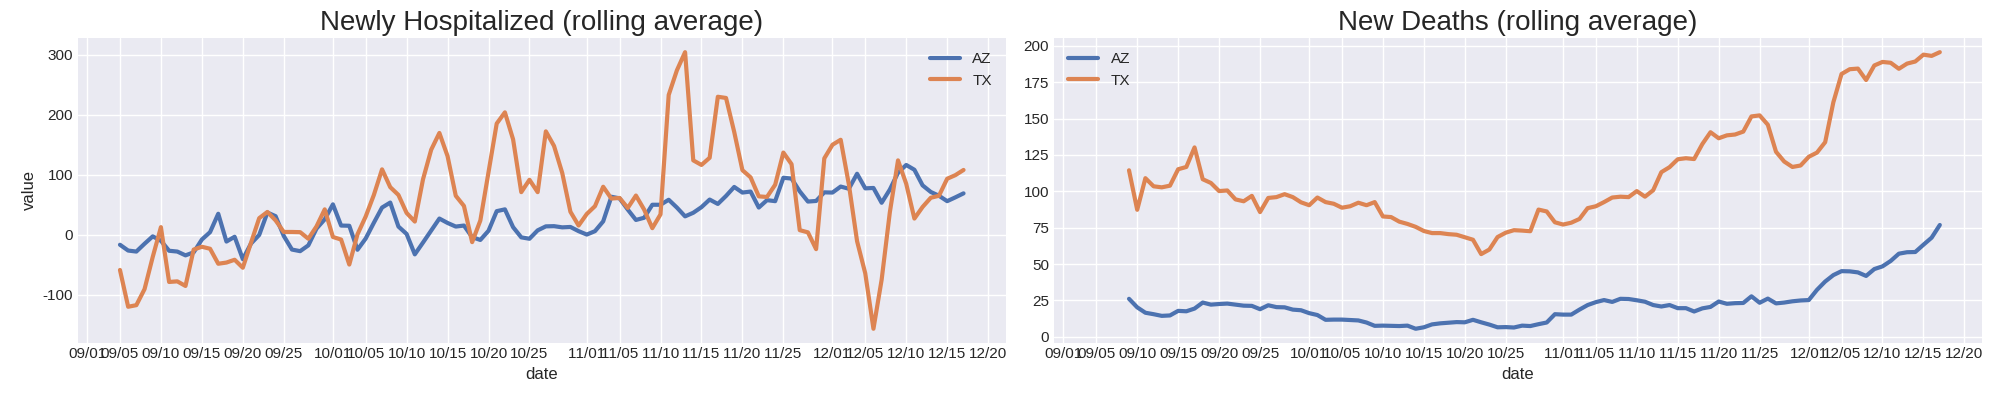 Newly Hospitalized (rolling average)
AZ
TX
300
200
100
0
-100
value
09/01 09/05 09/10 09/15 09/20 09/25 10/01 10/05 10/10 10/15 10/20 10/25 11/01 11/05 11/10 11/15 11/20 11/25 12/01 12/05 12/10 12/15 12/20
date
New Deaths (rolling average)
AZ
TX
200
175
150
125
100
75
50
25
0
09/01 09/05 09/10 09/15 09/20 09/25 10/01 10/05 10/10 10/15 10/20 10/25 11/01 11/05 11/10 11/15 11/20 11/25 12/01 12/05 12/10 12/15 12/20
date